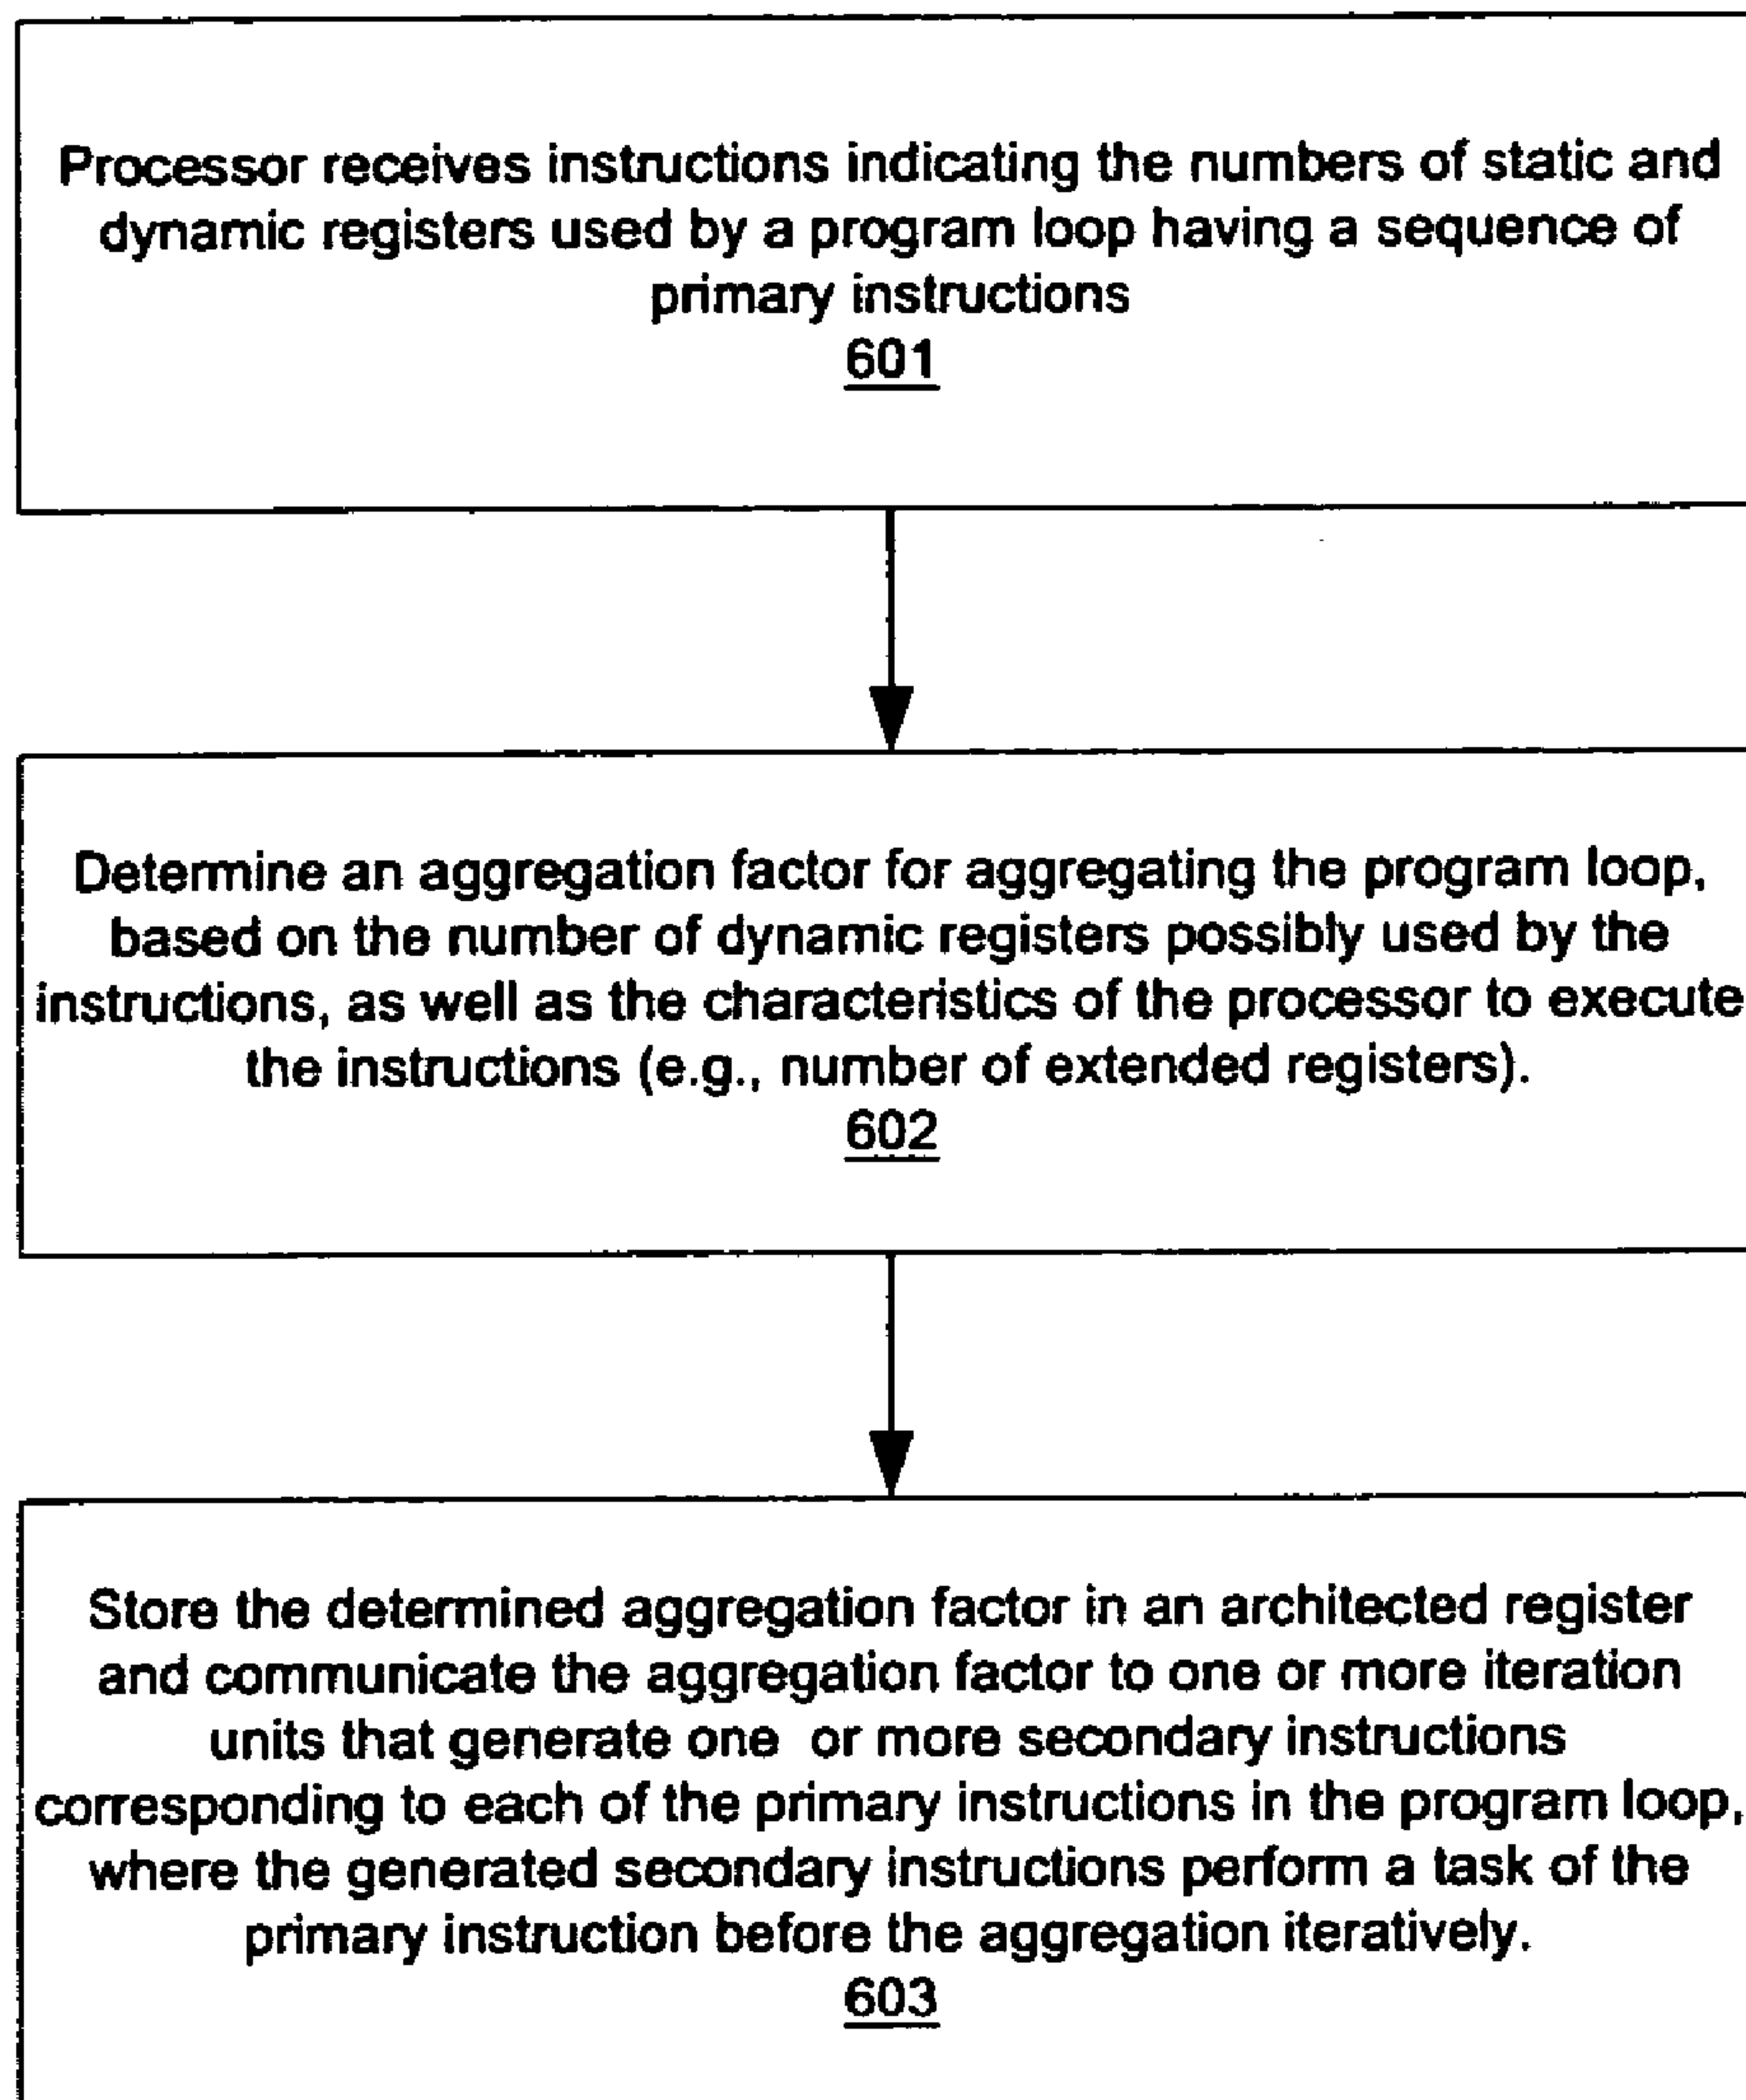 Processor receives instructions indicating the numbers of static and
dynamic registers used by a program loop having a sequence of
primary instructions
601
Determine an aggregation factor for aggregating the program loop,
based on the number of dynamic registers possibly used by the
instructions, as well as the characteristics of the processor to execute
the instructions (e.g., number of extended registers).
602
Store the determined aggregation factor in an architected register
and communicate the aggregation factor to one or more iteration
units that generate one or more secondary instructions
corresponding to each of the primary instructions in the program loop,
where the generated secondary instructions perform a task of the
primary instruction before the aggregation iteratively.
603